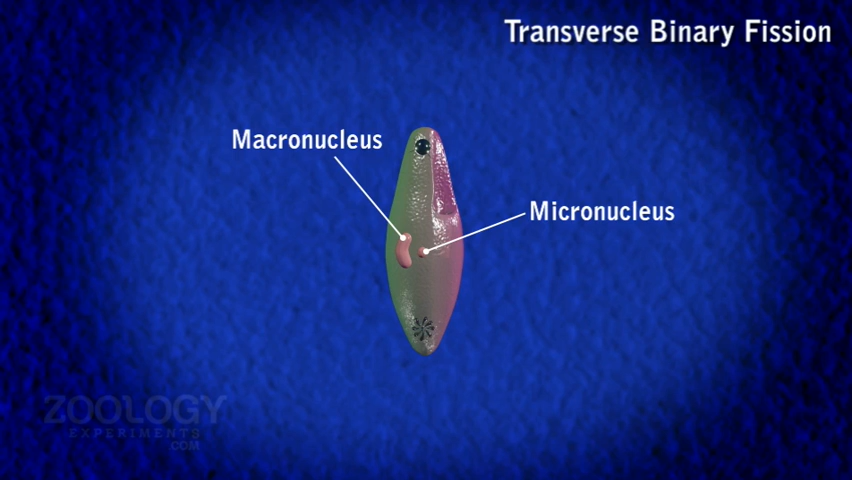 Transverse Binary Fission
Macronucleus
Micronucleus
ZOOLOGY
EXPERIMENTS
.COM